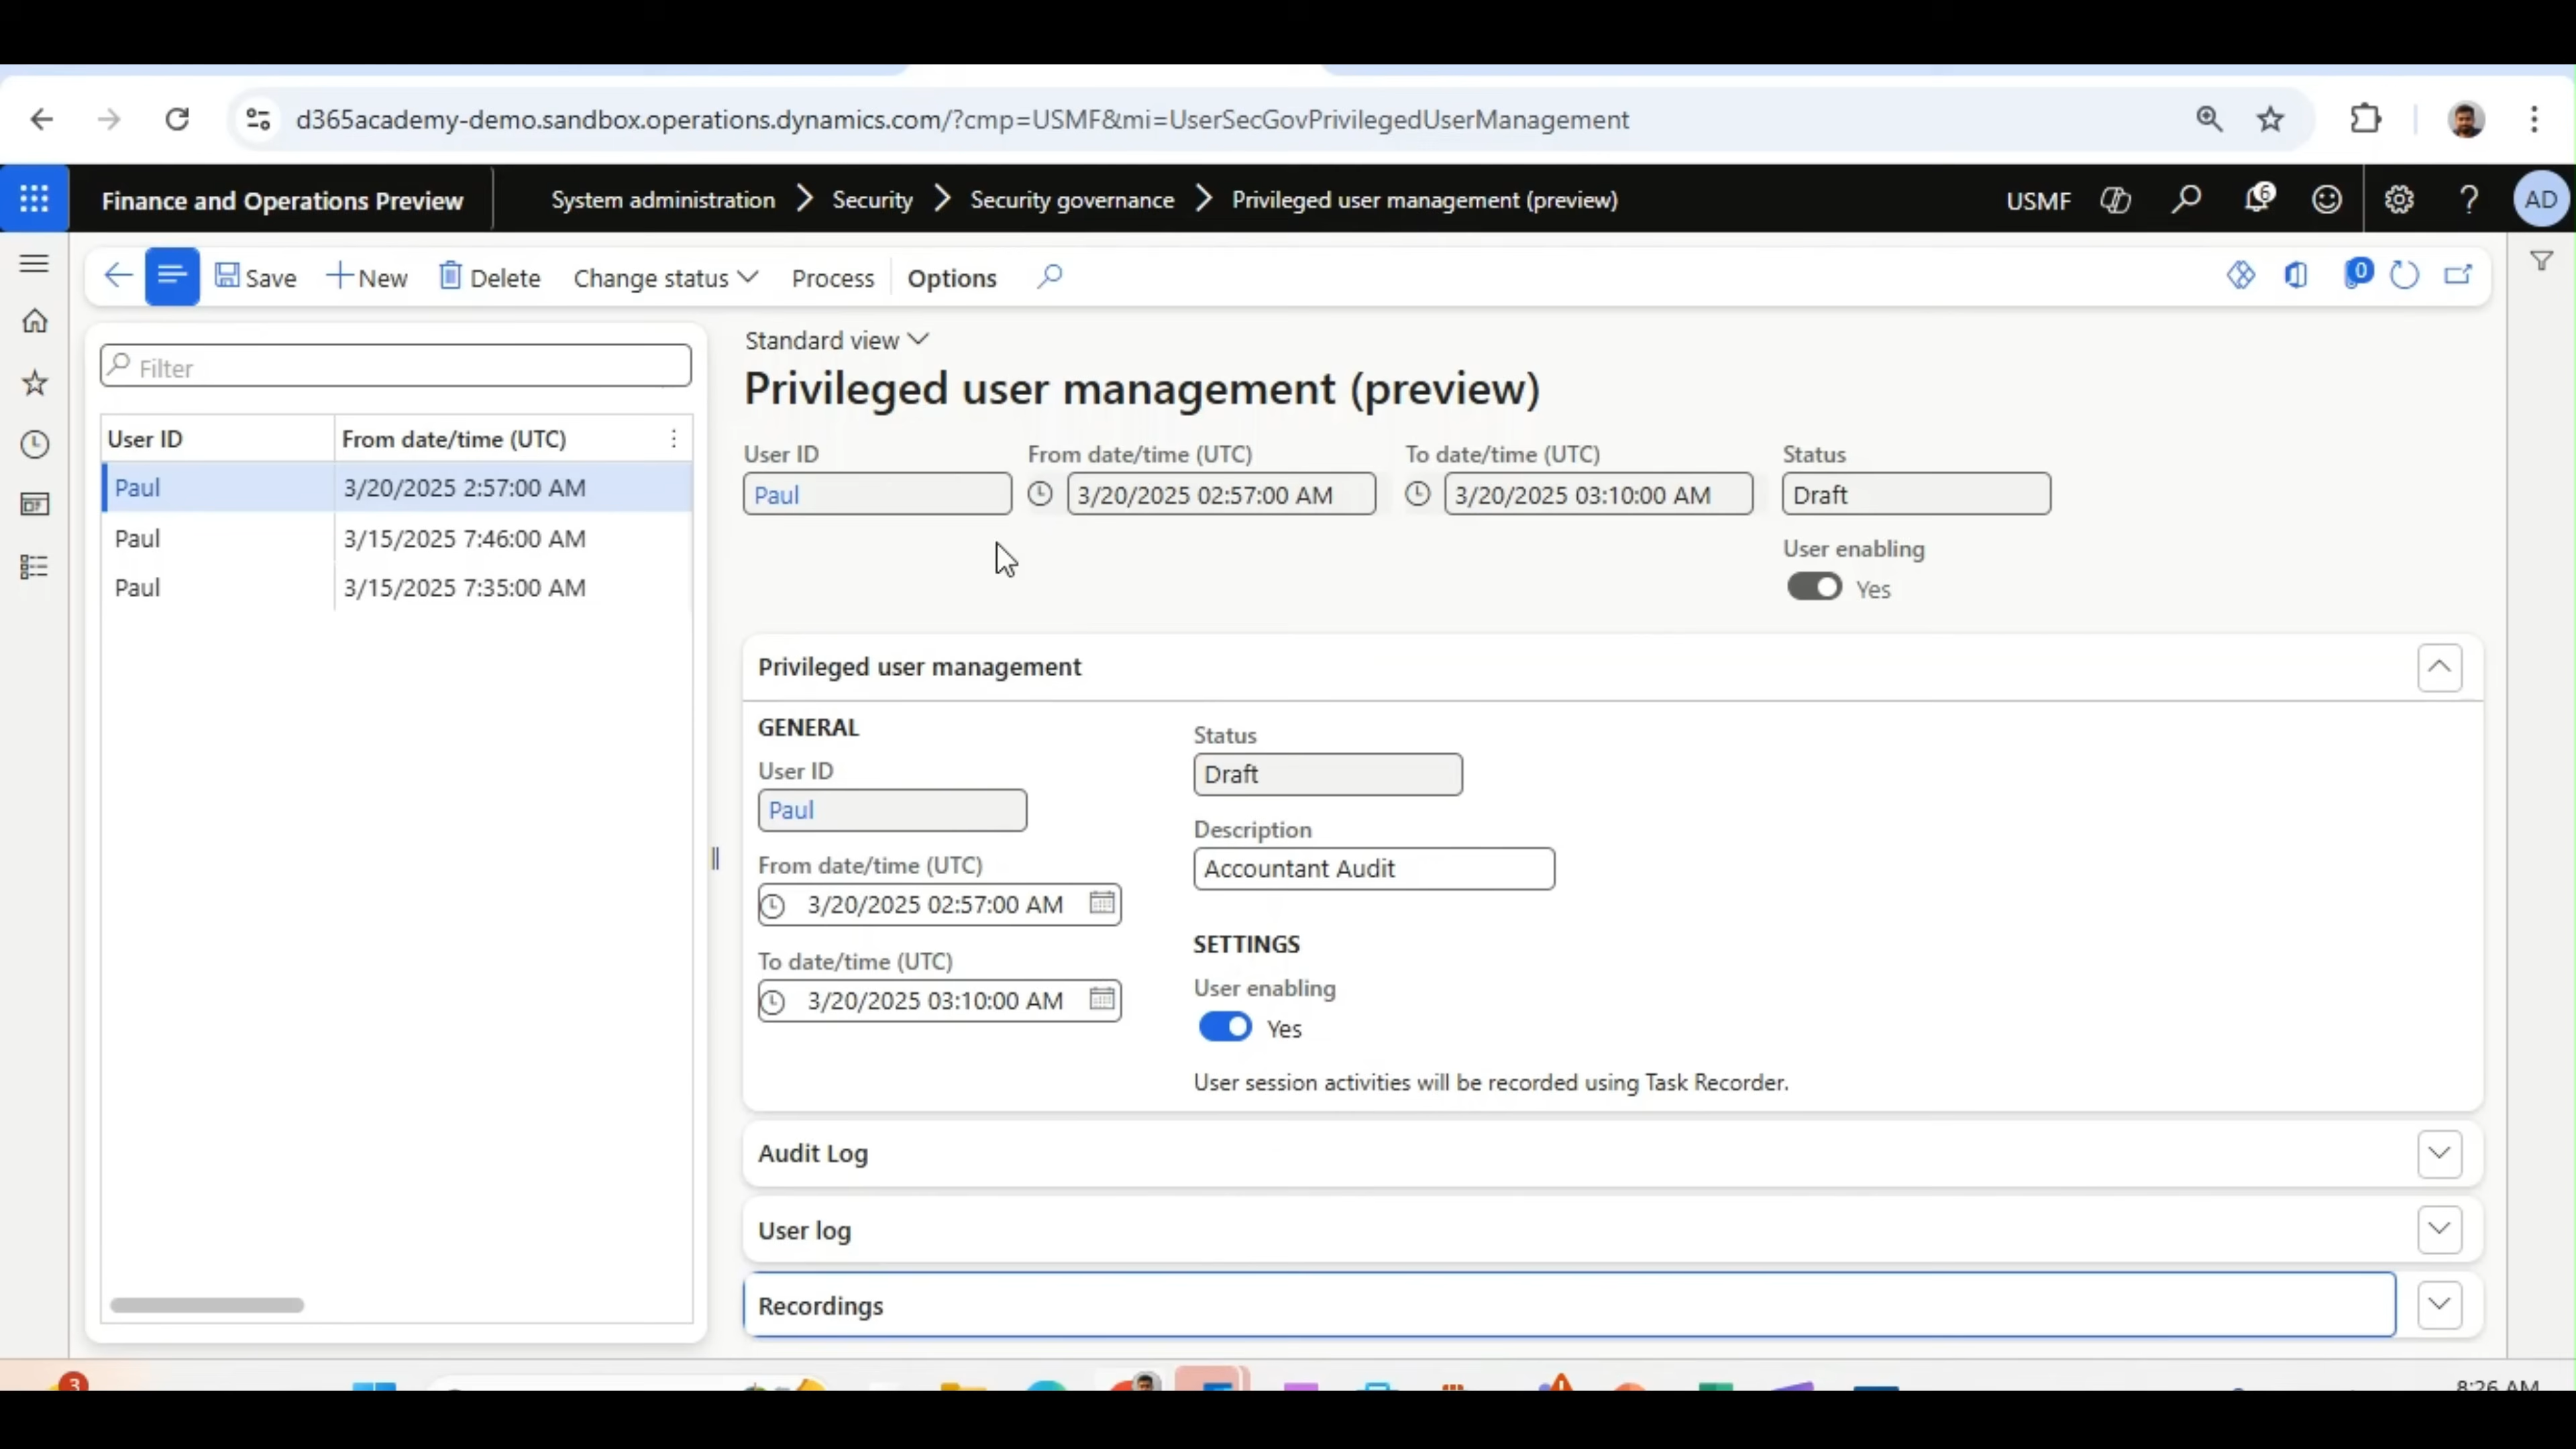 d365academy-demo.sandbox.operations.dynamics.com/?cmp=USMF&mi=UserSecGovPrivilegedUserManagement
Finance and Operations Preview
System administration
Security
Security governance
Privileged user management (preview)
USMF
6
AD
Save
New
Delete
Change status
Process
Options
0
Filter
User ID
From date/time (UTC)
Paul
3/20/2025 2:57:00 AM
Paul
3/15/2025 7:46:00 AM
Paul
3/15/2025 7:35:00 AM
Standard view
Privileged user management (preview)
User ID
From date/time (UTC)
To date/time (UTC)
Status
Paul
3/20/2025 02:57:00 AM
3/20/2025 03:10:00 AM
Draft
User enabling
Yes
Privileged user management
GENERAL
User ID
Paul
From date/time (UTC)
3/20/2025 02:57:00 AM
To date/time (UTC)
3/20/2025 03:10:00 AM
Status
Draft
Description
Accountant Audit
SETTINGS
User enabling
Yes
User session activities will be recorded using Task Recorder.
Audit Log
User log
Recordings
3
8:26 AM